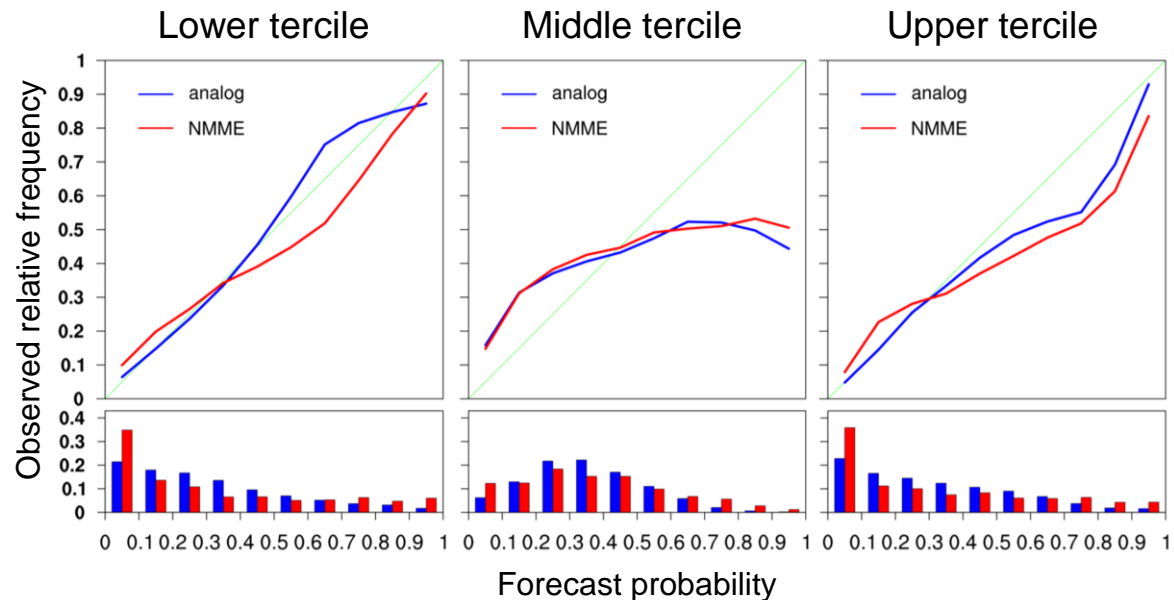 Lower tercile
Middle tercile
Upper tercile
Observed relative frequency
1
0.9
0.8
0.7
0.6
0.5
0.4
0.3
0.2
0.1
0
analog
NMME
analog
NMME
analog
NMME
0.4
0.3
0.2
0.1
0
0 0.1 0.2 0.3 0.4 0.5 0.6 0.7 0.8 0.9 1
0 0.1 0.2 0.3 0.4 0.5 0.6 0.7 0.8 0.9 1
0 0.1 0.2 0.3 0.4 0.5 0.6 0.7 0.8 0.9 1
Forecast probability